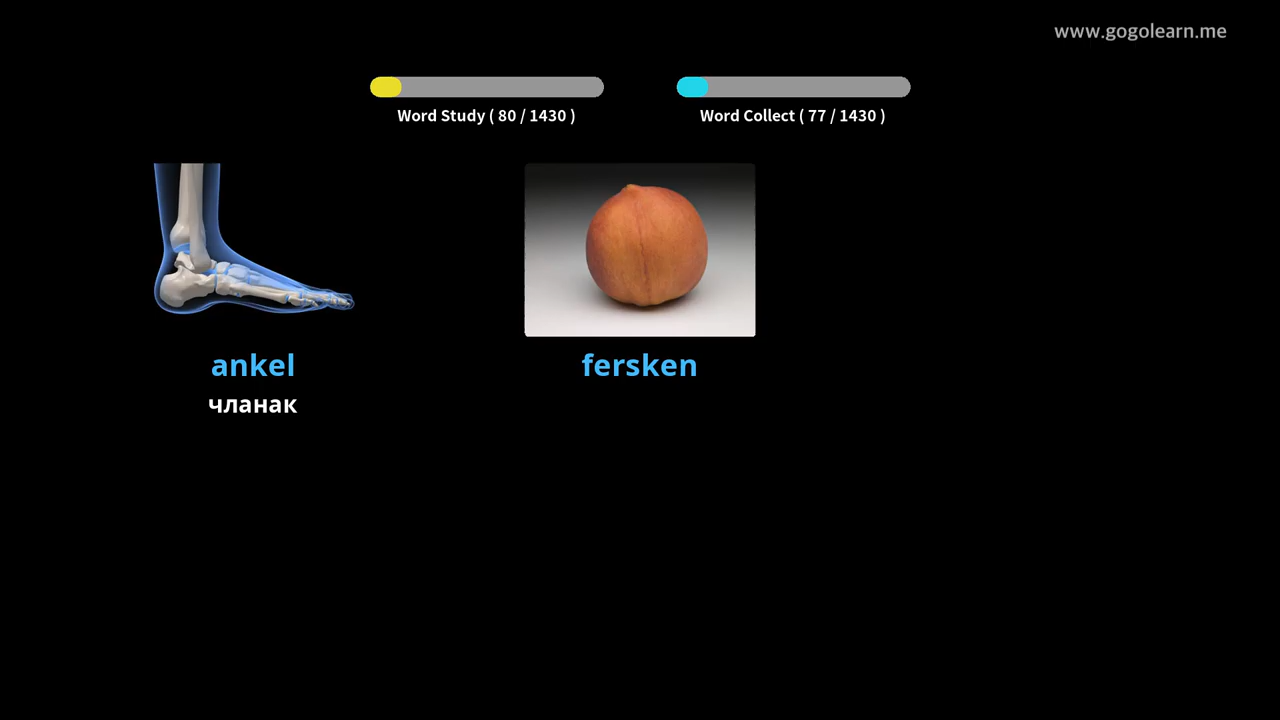 www.gogolearn.me
Word Study ( 80 / 1430 )
Word Collect ( 77 / 1430 )
ankel
fersken
чланак